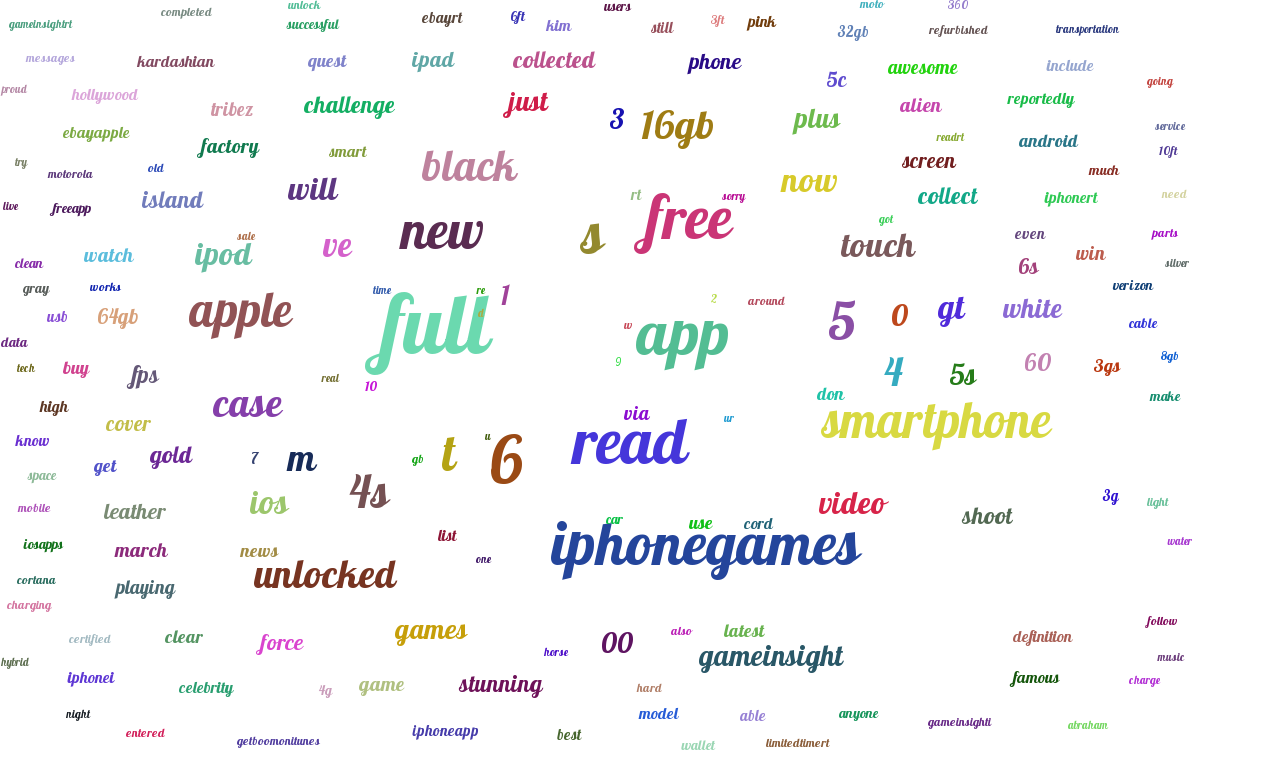 completed unlock users moto 360
gameinsightrt successful ebayrt 6ft kim still 3ft pink 32gb refurbished transportation
messages kardashian quest ipad collected phone awesome include
proud hollywood tribez challenge just 5c alien reportedly going
ebayapple factory smart 3 16gb plus readrt android service
try motorola old black screen 10ft
live freeapp island will now much
new rt free sorry collect iphonert need
sale ve s got touch even parts
clean watch ipod 6s win silver
gray works time re 1 2 around verizon
usb 64gb apple full d w app 5 0 gt white cable
data 9 8gb
tech buy fps real 10 4 5s 60 3gs
high case via don make
know cover ur smartphone
space get gold 7 m gb t u 6 read
mobile leather ios 4s video shoot 3g light
iosapps march news list car use cord water
cortana playing unlocked one iphonegames
charging
certified clear force games 00 also latest definition follow
hybrid horse gameinsight music
iphonei celebrity 4g game stunning hard famous charge
night model able anyone
entered getboomonitunes iphoneapp best wallet limitedtimert gameinsightl abraham